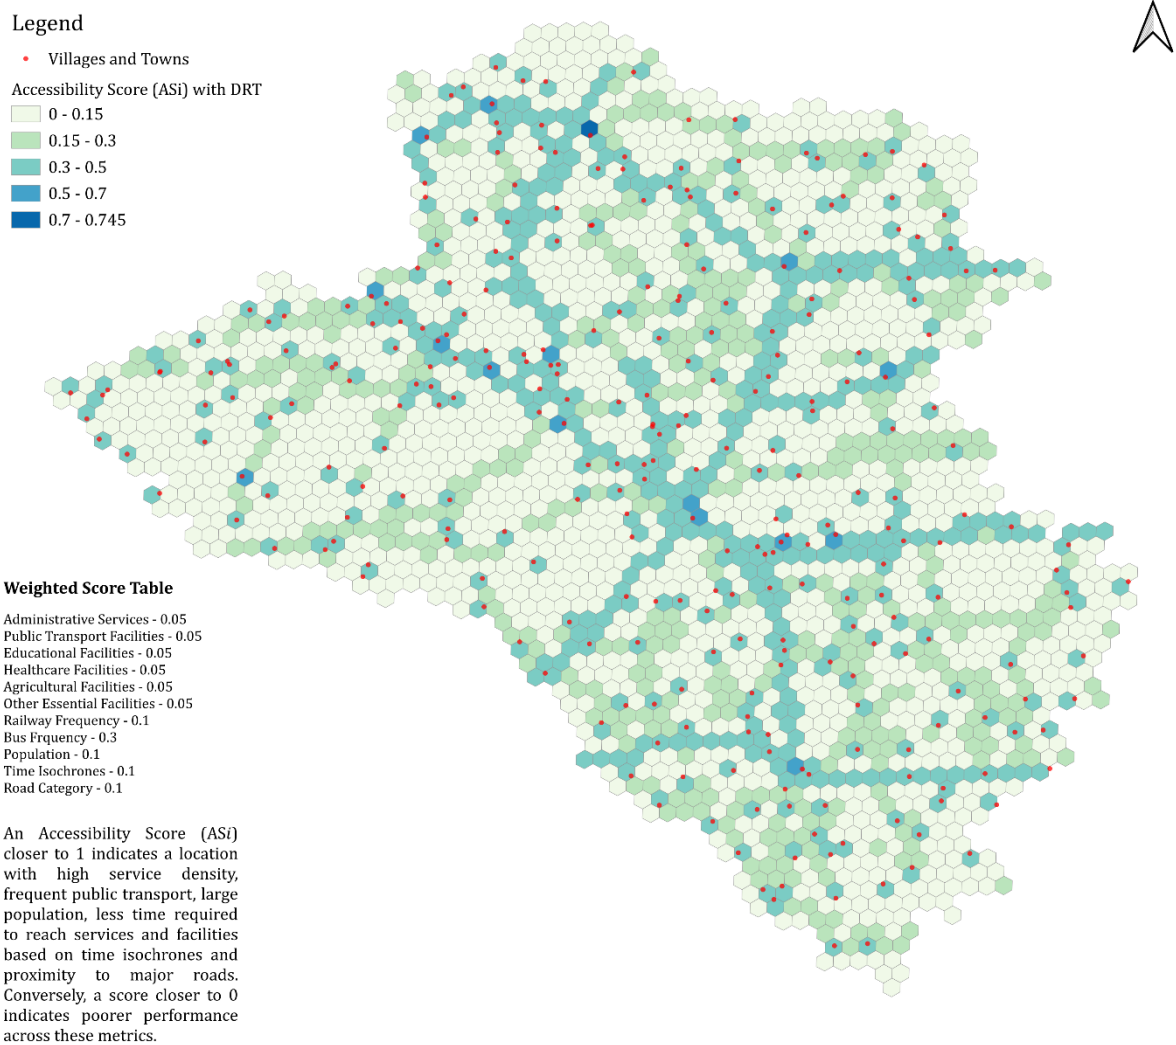 Legend
Villages and Towns
Accessibility Score (ASi) with DRT
0 - 0.15
0.15 - 0.3
0.3 - 0.5
0.5 - 0.7
0.7 - 0.745
Weighted Score Table
Administrative Services - 0.05
Public Transport Facilities - 0.05
Educational Facilities - 0.05
Healthcare Facilities - 0.05
Agricultural Facilities - 0.05
Other Essential Facilities - 0.05
Railway Frequency - 0.1
Bus Frquency - 0.3
Population - 0.1
Time Isochrones - 0.1
Road Category - 0.1
An Accessibility Score (ASi)
closer to 1 indicates a location
with high service density,
frequent public transport, large
population, less time required
to reach services and facilities
based on time isochrones and
proximity to major roads.
Conversely, a score closer to 0
indicates poorer performance
across these metrics.